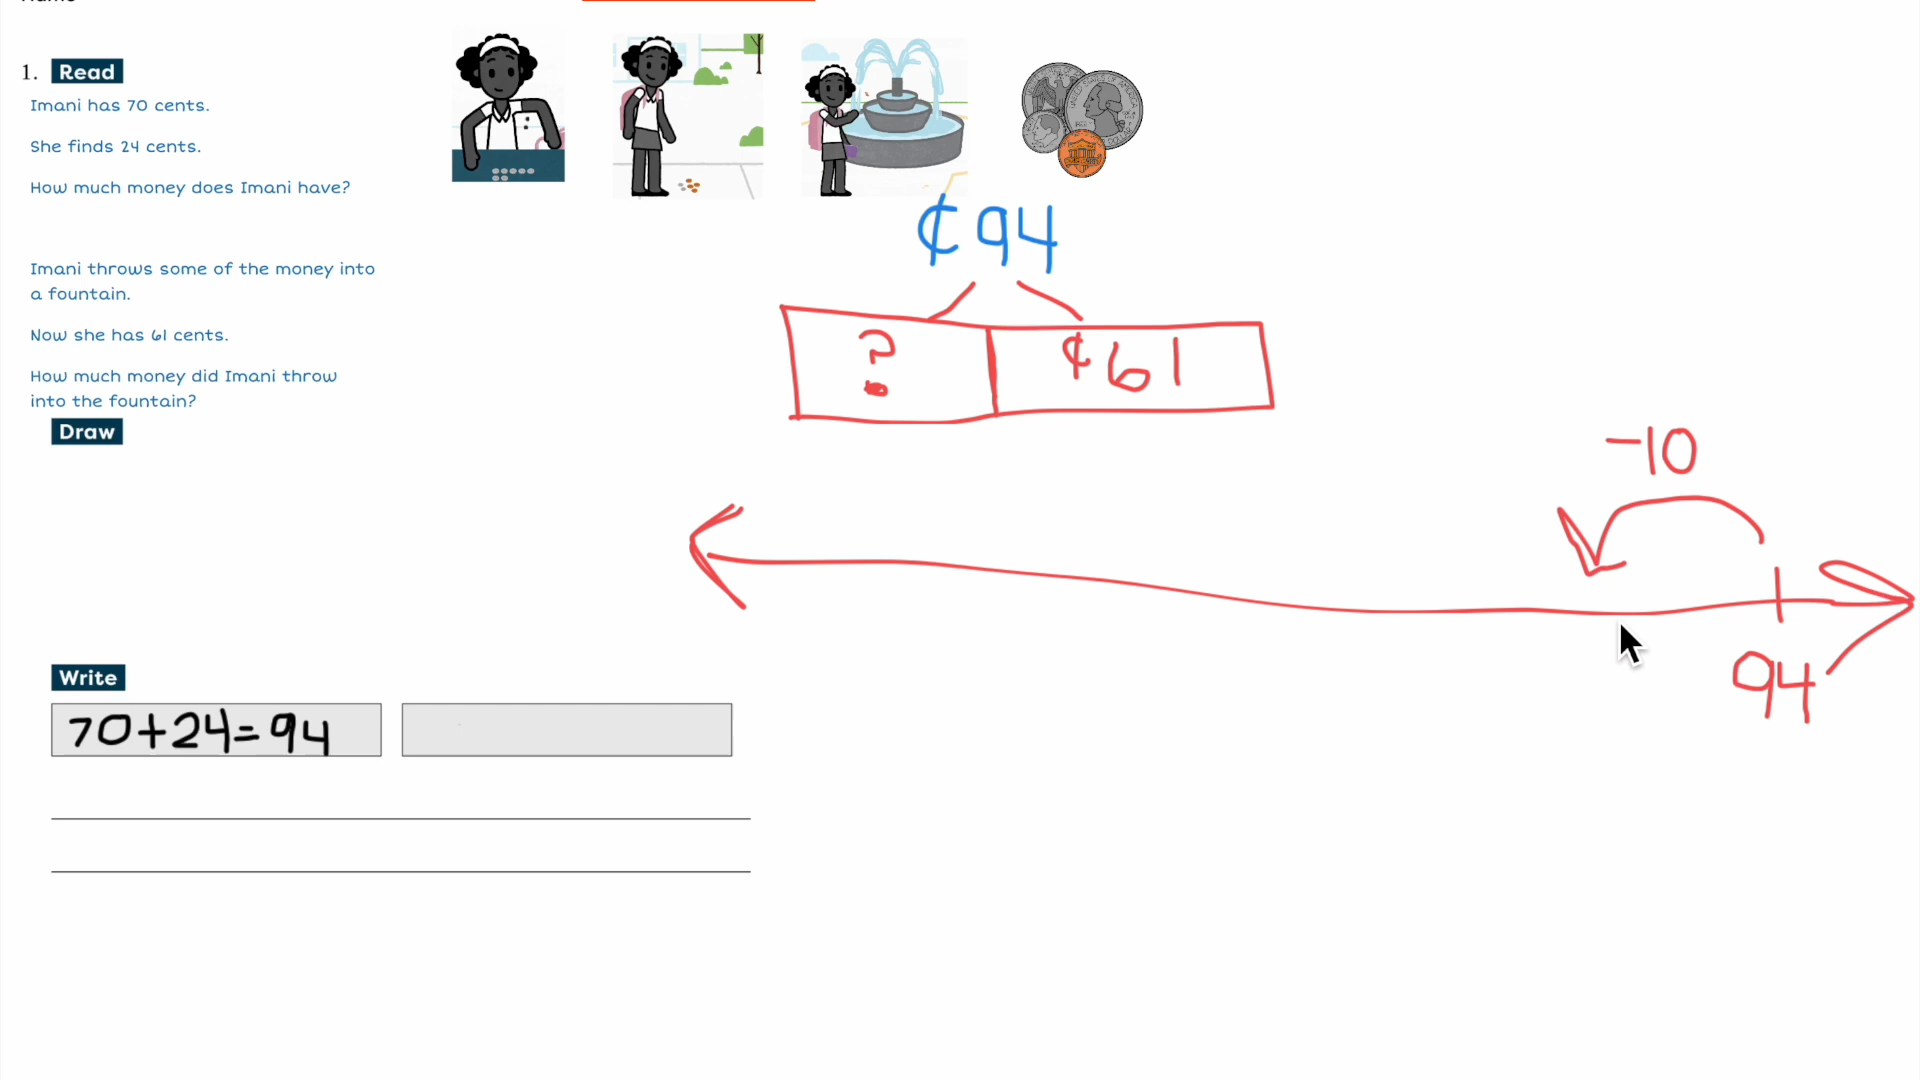 1. Read
Imani has 70 cents.
She finds 24 cents.
How much money does Imani have?
Imani throws some of the money into
a fountain.
Now she has 61 cents.
How much money did Imani throw
into the fountain?
¢94
? ¢61
Draw
-10
94
Write
70+24=94